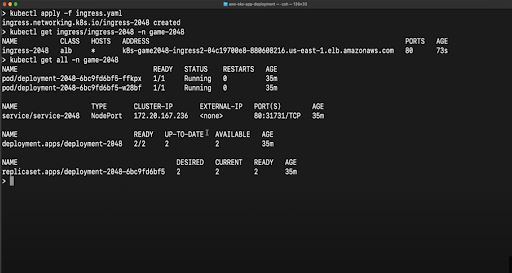 aws-eks-app-deployment — -zsh — 136×33
> kubectl apply -f ingress.yaml
ingress.networking.k8s.io/ingress-2048 created
> kubectl get ingress/ingress-2048 -n game-2048
NAME CLASS HOSTS ADDRESS PORTS AGE
ingress-2048 alb * k8s-game2048-ingress2-04c19700e8-880608216.us-east-1.elb.amazonaws.com 80 73s
> kubectl get all -n game-2048
NAME READY STATUS RESTARTS AGE
pod/deployment-2048-6bc9fd6bf5-ffkpx 1/1 Running 0 35m
pod/deployment-2048-6bc9fd6bf5-w28bf 1/1 Running 0 35m
NAME TYPE CLUSTER-IP EXTERNAL-IP PORT(S) AGE
service/service-2048 NodePort 172.20.167.236 <none> 80:31731/TCP 35m
NAME READY UP-TO-DATE AVAILABLE AGE
deployment.apps/deployment-2048 2/2 2 2 35m
NAME DESIRED CURRENT READY AGE
replicaset.apps/deployment-2048-6bc9fd6bf5 2 2 2 35m
>